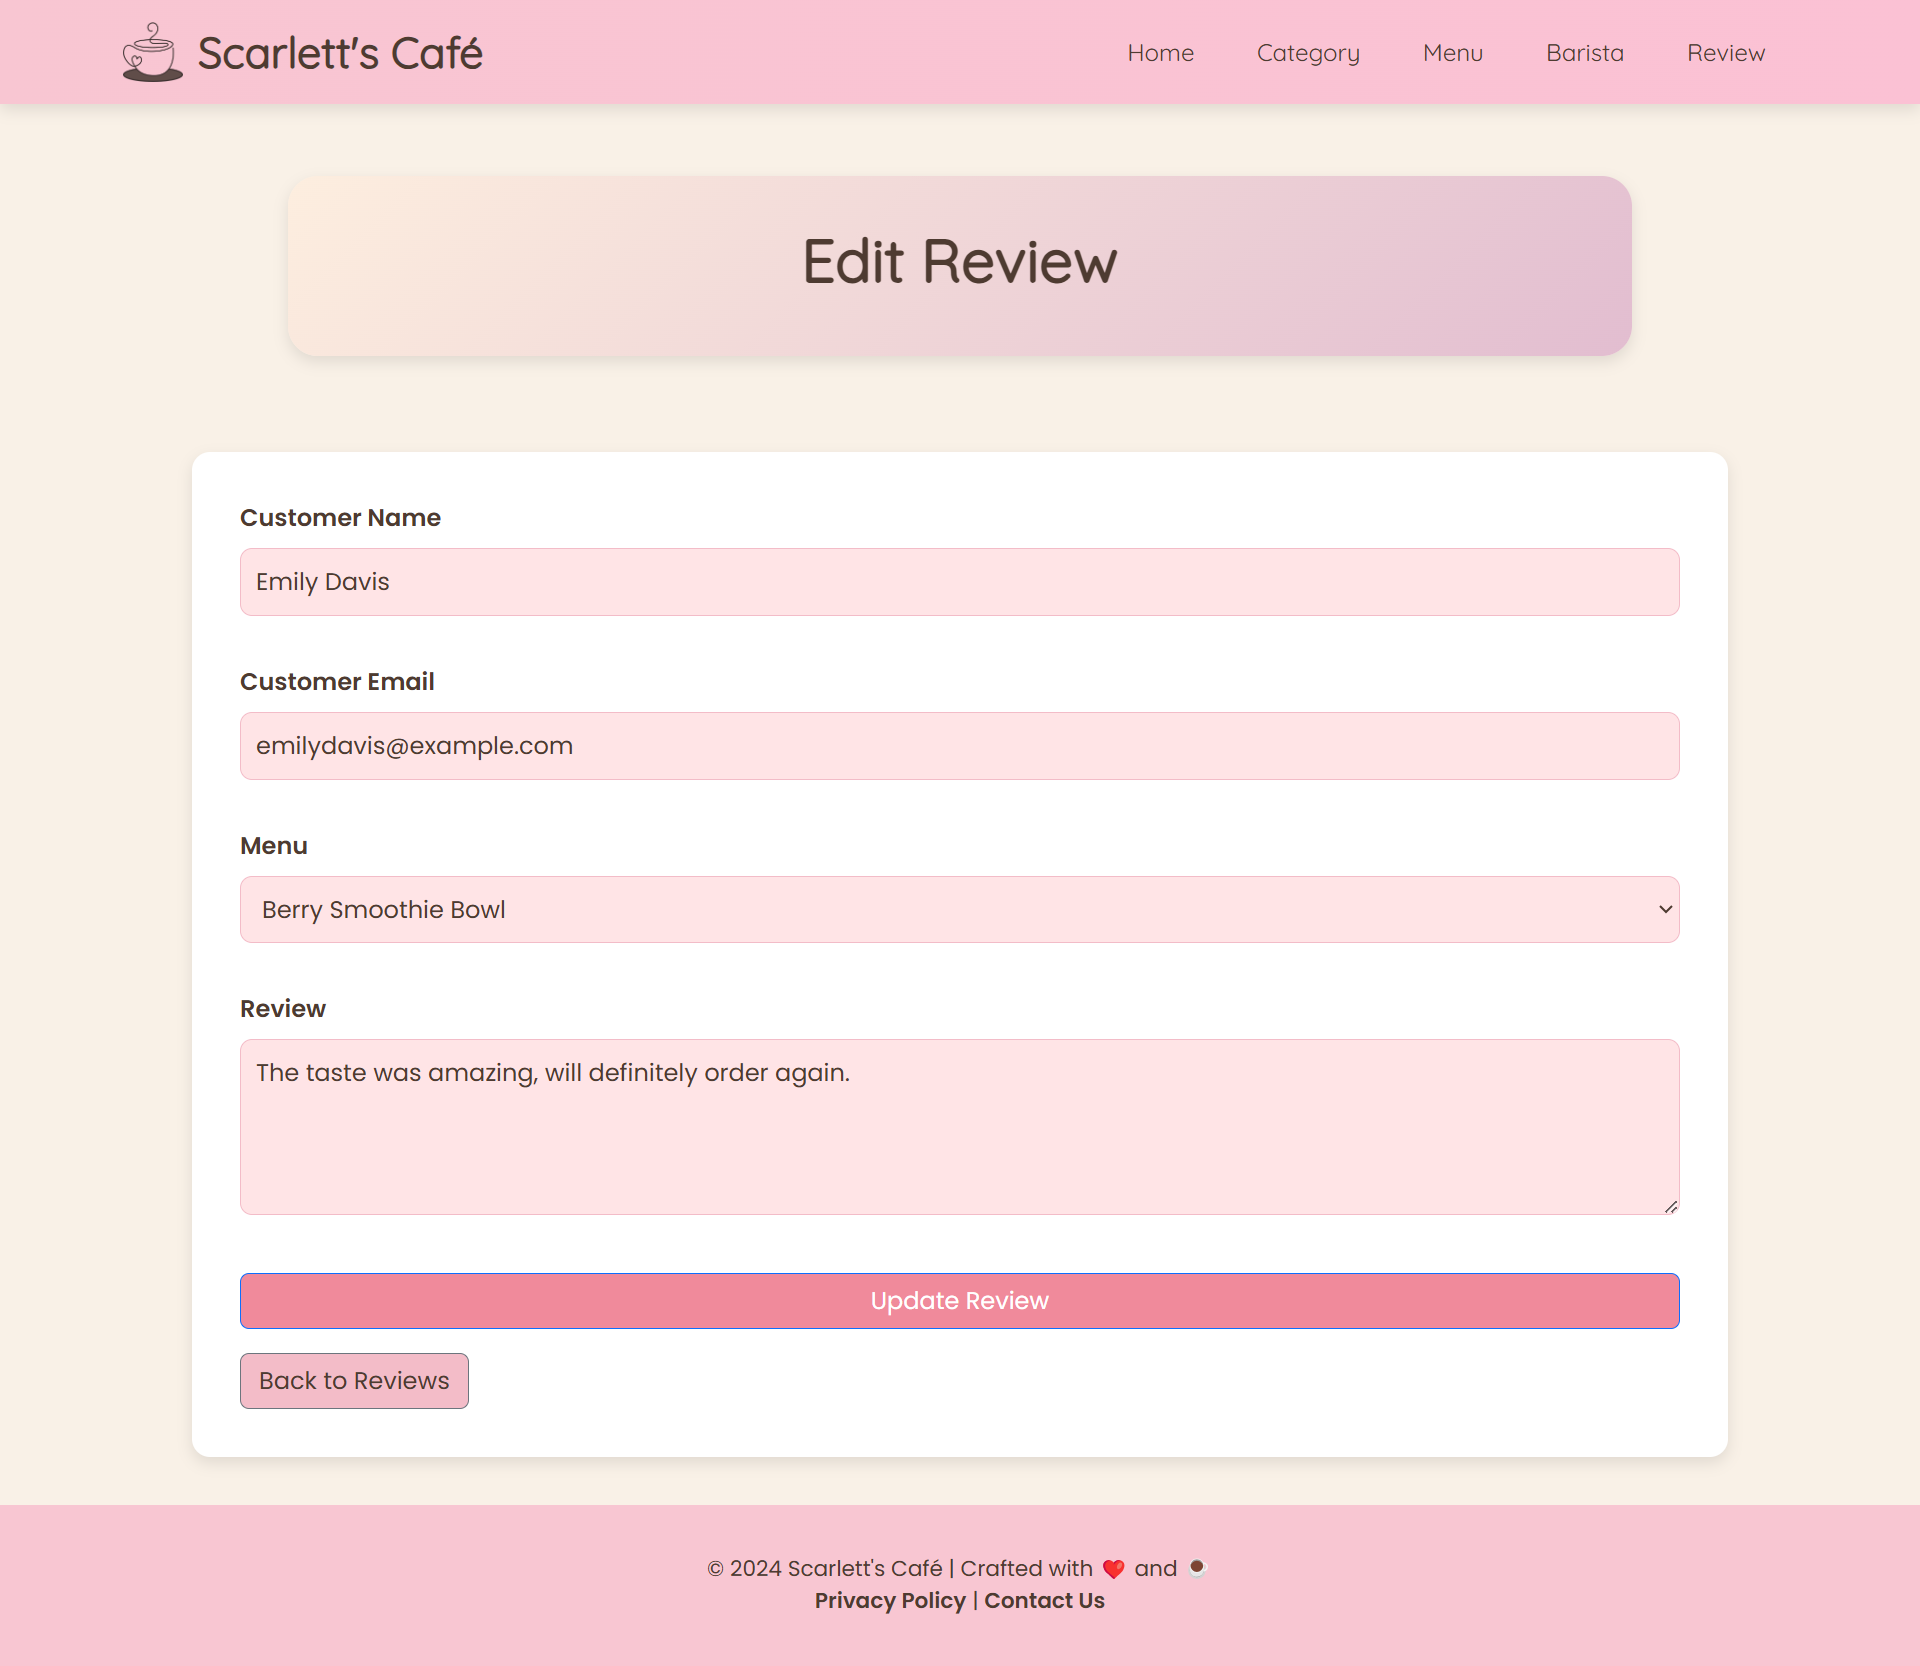 Scarlett's Café
Home
Category
Menu
Barista
Review
Edit Review
Customer Name
Emily Davis
Customer Email
emilydavis@example.com
Menu
Berry Smoothie Bowl
Review
The taste was amazing, will definitely order again.
Update Review
Back to Reviews
© 2024 Scarlett's Café | Crafted with ❤️ and ☕
Privacy Policy | Contact Us